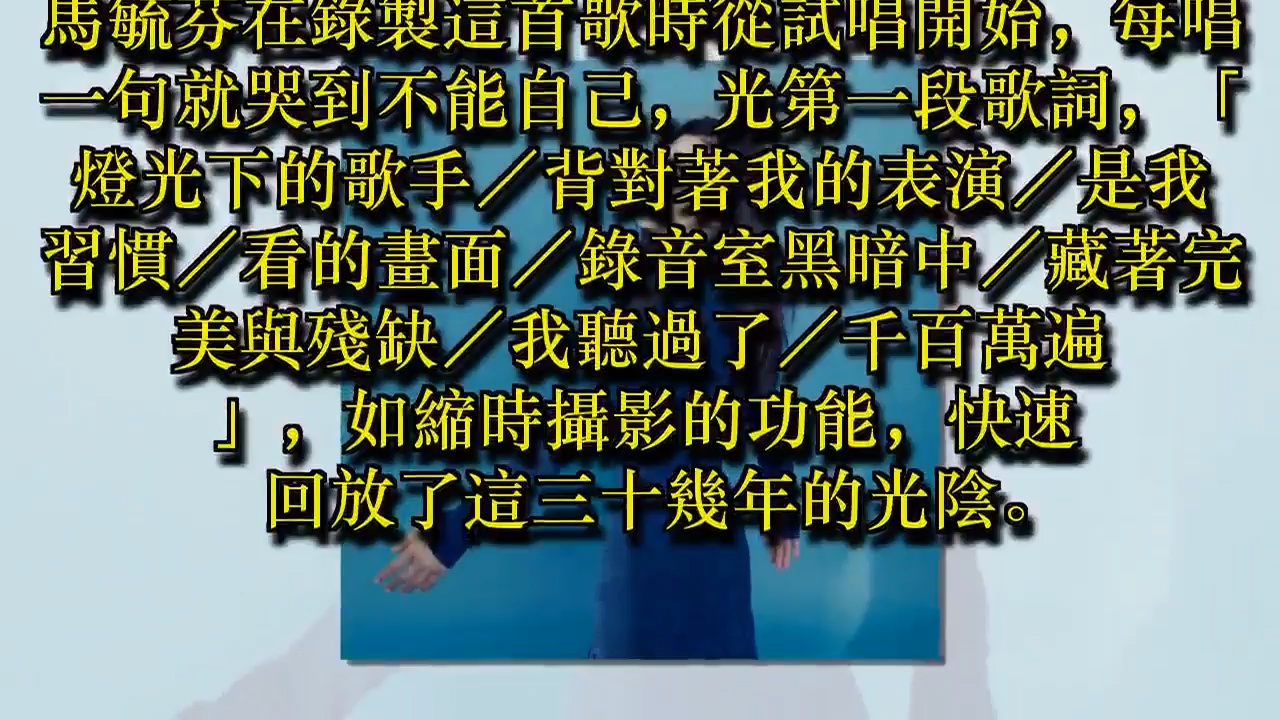 馬毓芬在錄製這首歌時從試唱開始，每唱
一句就哭到不能自己，光第一段歌詞，「
燈光下的歌手／背對著我的表演／是我
習慣／看的畫面／錄音室黑暗中／藏著完
美與殘缺／我聽過了／千百萬遍
」，如縮時攝影的功能，快速
回放了這三十幾年的光陰。